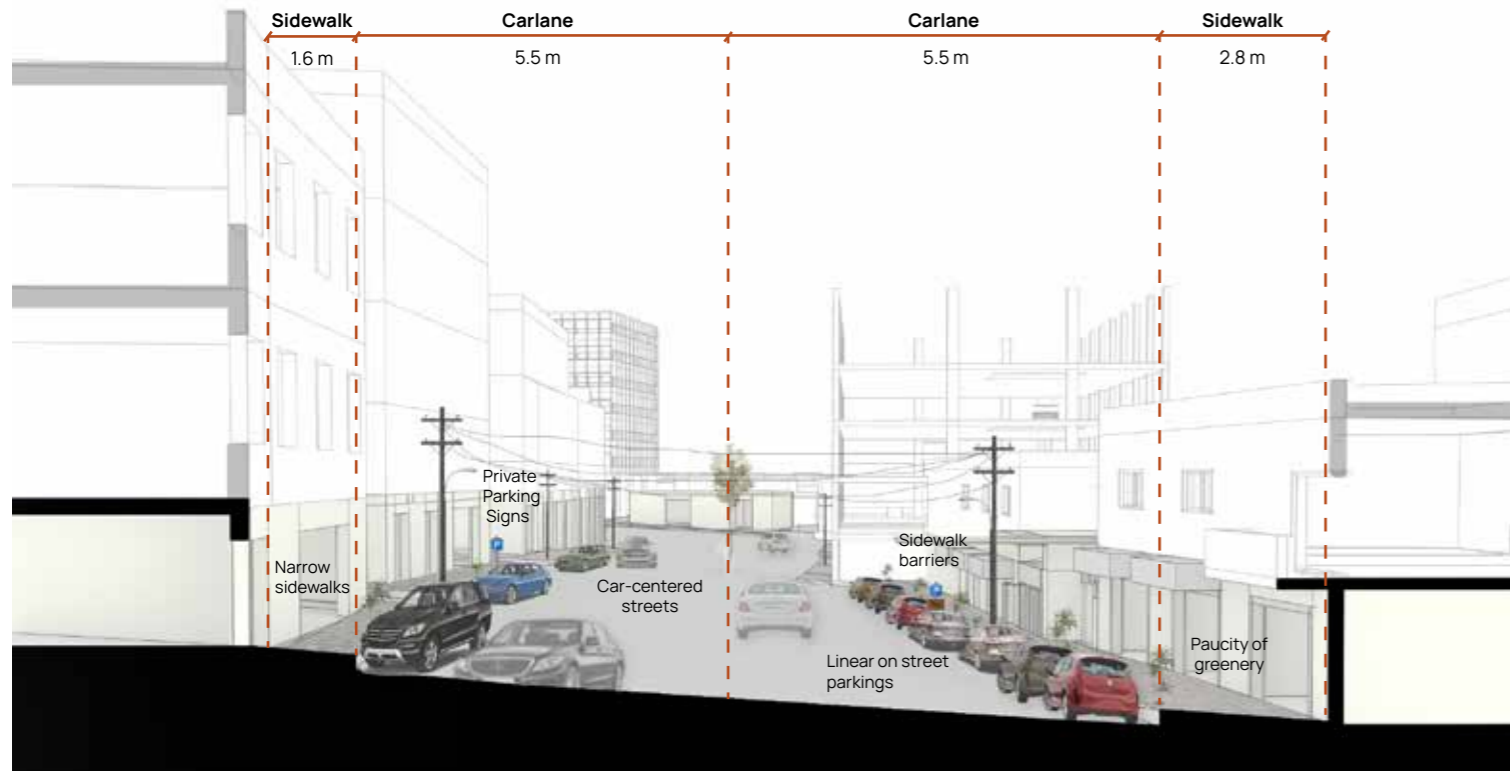 Sidewalk
Carlane
Carlane
Sidewalk
1.6 m
5.5 m
5.5 m
2.8 m
Private
Parking
Signs
Sidewalk
barriers
Narrow
sidewalks
Car-centered
streets
Linear on street
parkings
Paucity of
greenery
P
P